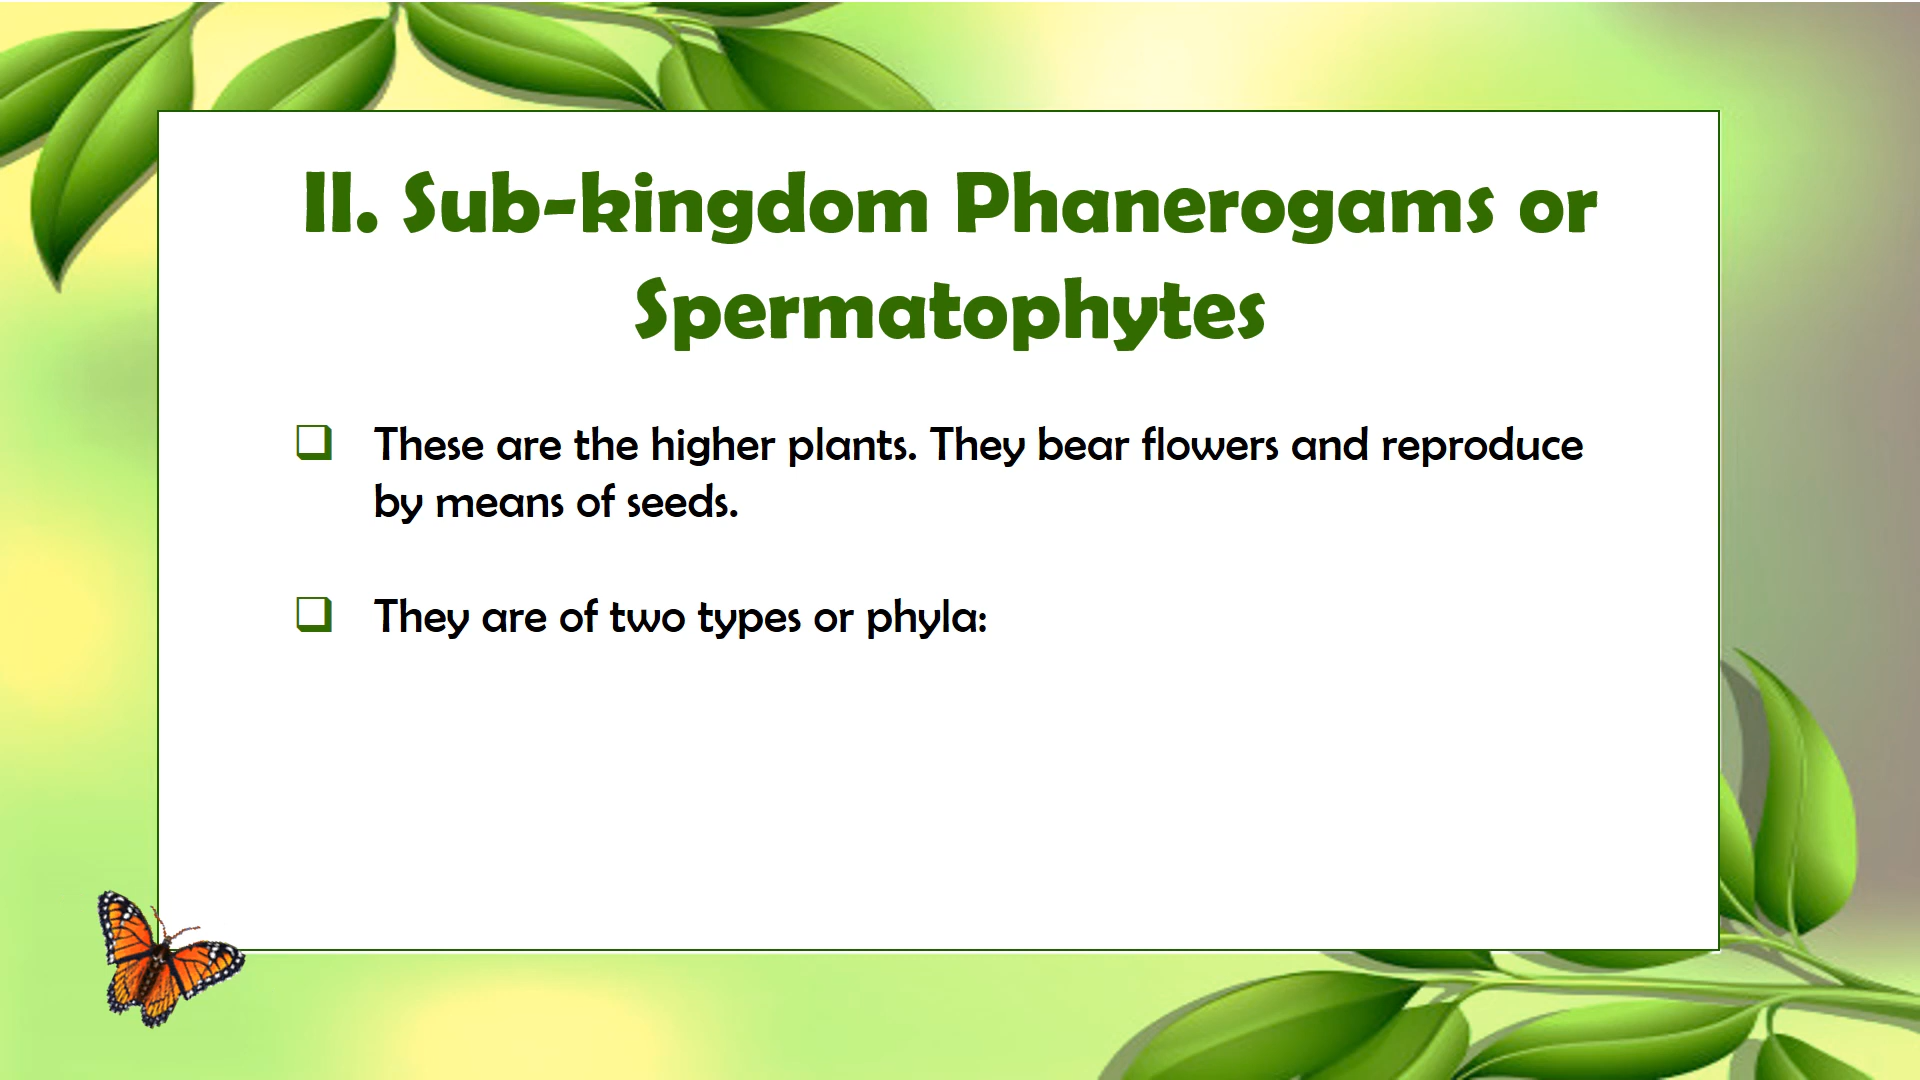 II. Sub-kingdom Phanerogams or
Spermatophytes
These are the higher plants. They bear flowers and reproduce
by means of seeds.
They are of two types or phyla: